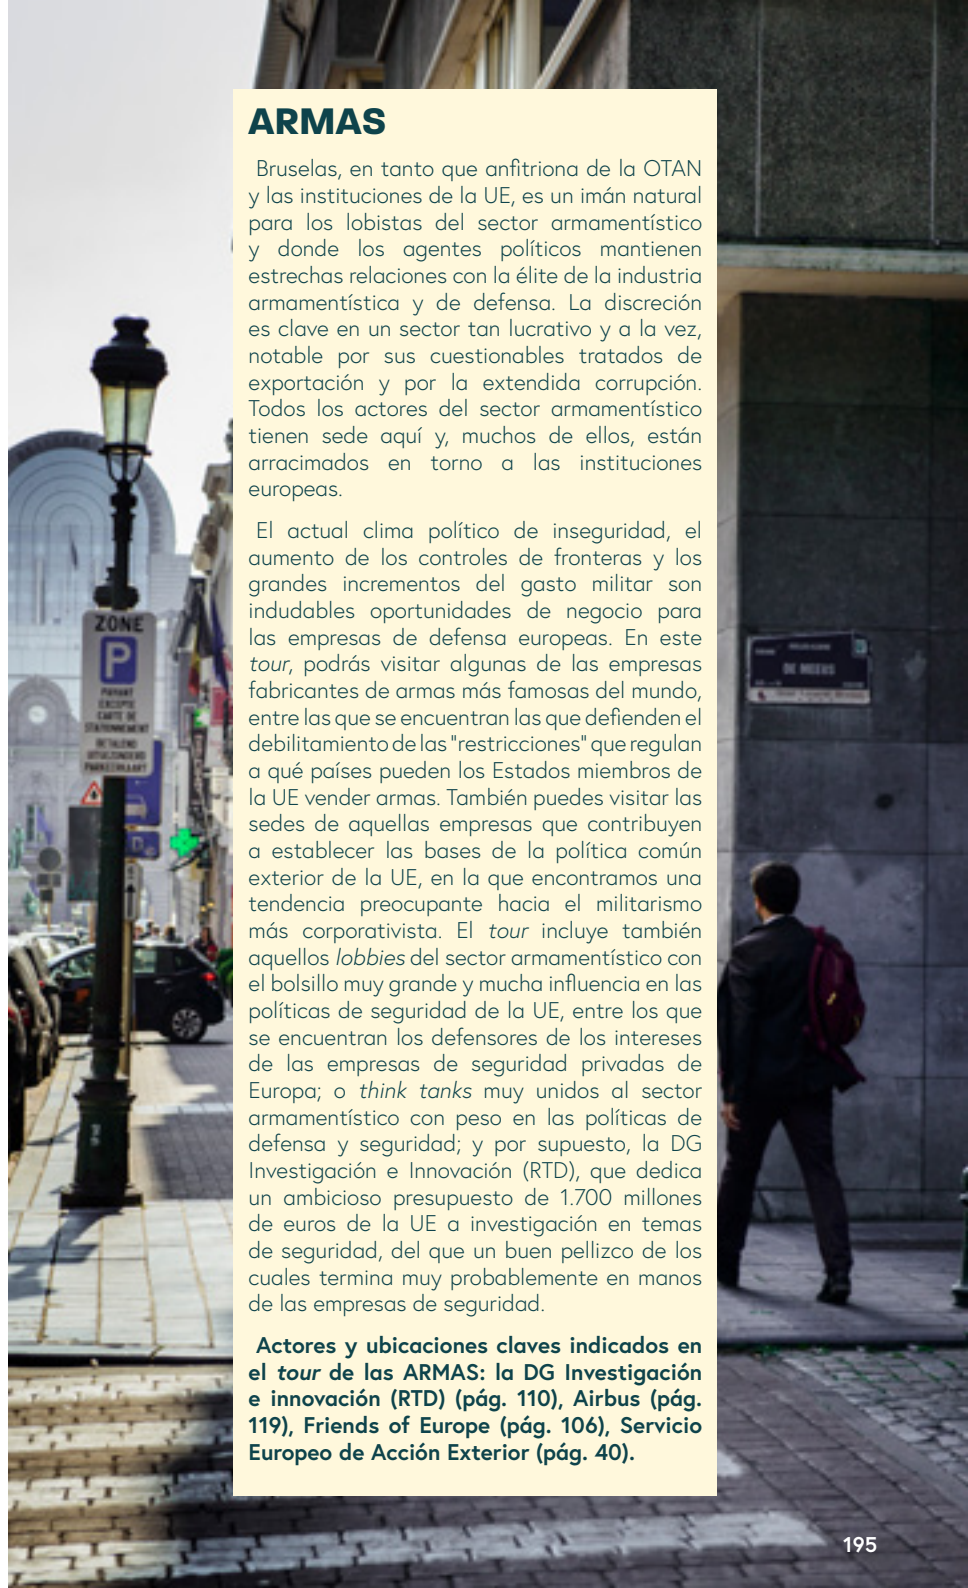 ARMAS
Bruselas, en tanto que anfitriona de la OTAN
y las instituciones de la UE, es un imán natural
para los lobistas del sector armamentístico
y donde los agentes políticos mantienen
estrechas relaciones con la élite de la industria
armamentística y de defensa. La discreción
es clave en un sector tan lucrativo y a la vez,
notable por sus cuestionables tratados de
exportación y por la extendida corrupción.
Todos los actores del sector armamentístico
tienen sede aquí y, muchos de ellos, están
arracimados en torno a las instituciones
europeas.
El actual clima político de inseguridad, el
aumento de los controles de fronteras y los
grandes incrementos del gasto militar son
indudables oportunidades de negocio para
las empresas de defensa europeas. En este
tour, podrás visitar algunas de las empresas
fabricantes de armas más famosas del mundo,
entre las que se encuentran las que defienden el
debilitamiento de las "restricciones" que regulan
a qué países pueden los Estados miembros de
la UE vender armas. También puedes visitar las
sedes de aquellas empresas que contribuyen
a establecer las bases de la política común
exterior de la UE, en la que encontramos una
tendencia preocupante hacia el militarismo
más corporativista. El tour incluye también
aquellos lobbies del sector armamentístico con
el bolsillo muy grande y mucha influencia en las
políticas de seguridad de la UE, entre los que
se encuentran los defensores de los intereses
de las empresas de seguridad privadas de
Europa; o think tanks muy unidos al sector
armamentístico con peso en las políticas de
defensa y seguridad; y por supuesto, la DG
Investigación e Innovación (RTD), que dedica
un ambicioso presupuesto de 1.700 millones
de euros de la UE a investigación en temas
de seguridad, del que un buen pellizco de los
cuales termina muy probablemente en manos
de las empresas de seguridad.
Actores y ubicaciones claves indicados en
el tour de las ARMAS: la DG Investigación
e innovación (RTD) (pág. 110), Airbus (pág.
119), Friends of Europe (pág. 106), Servicio
Europeo de Acción Exterior (pág. 40).
ZONE
P
PAYANT
EXCEPTE
CARTE DE
STATIONNEMENT
BETALEND
UITGEZONDERD
PARKEERKAART
DE MEEUS
195